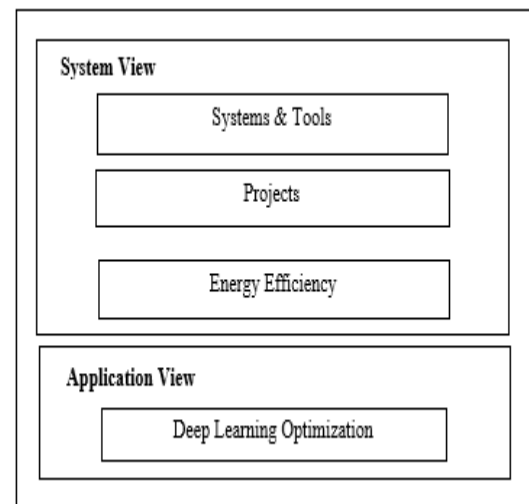 System View
Systems & Tools
Projects
Energy Efficiency
Application View
Deep Learning Optimization